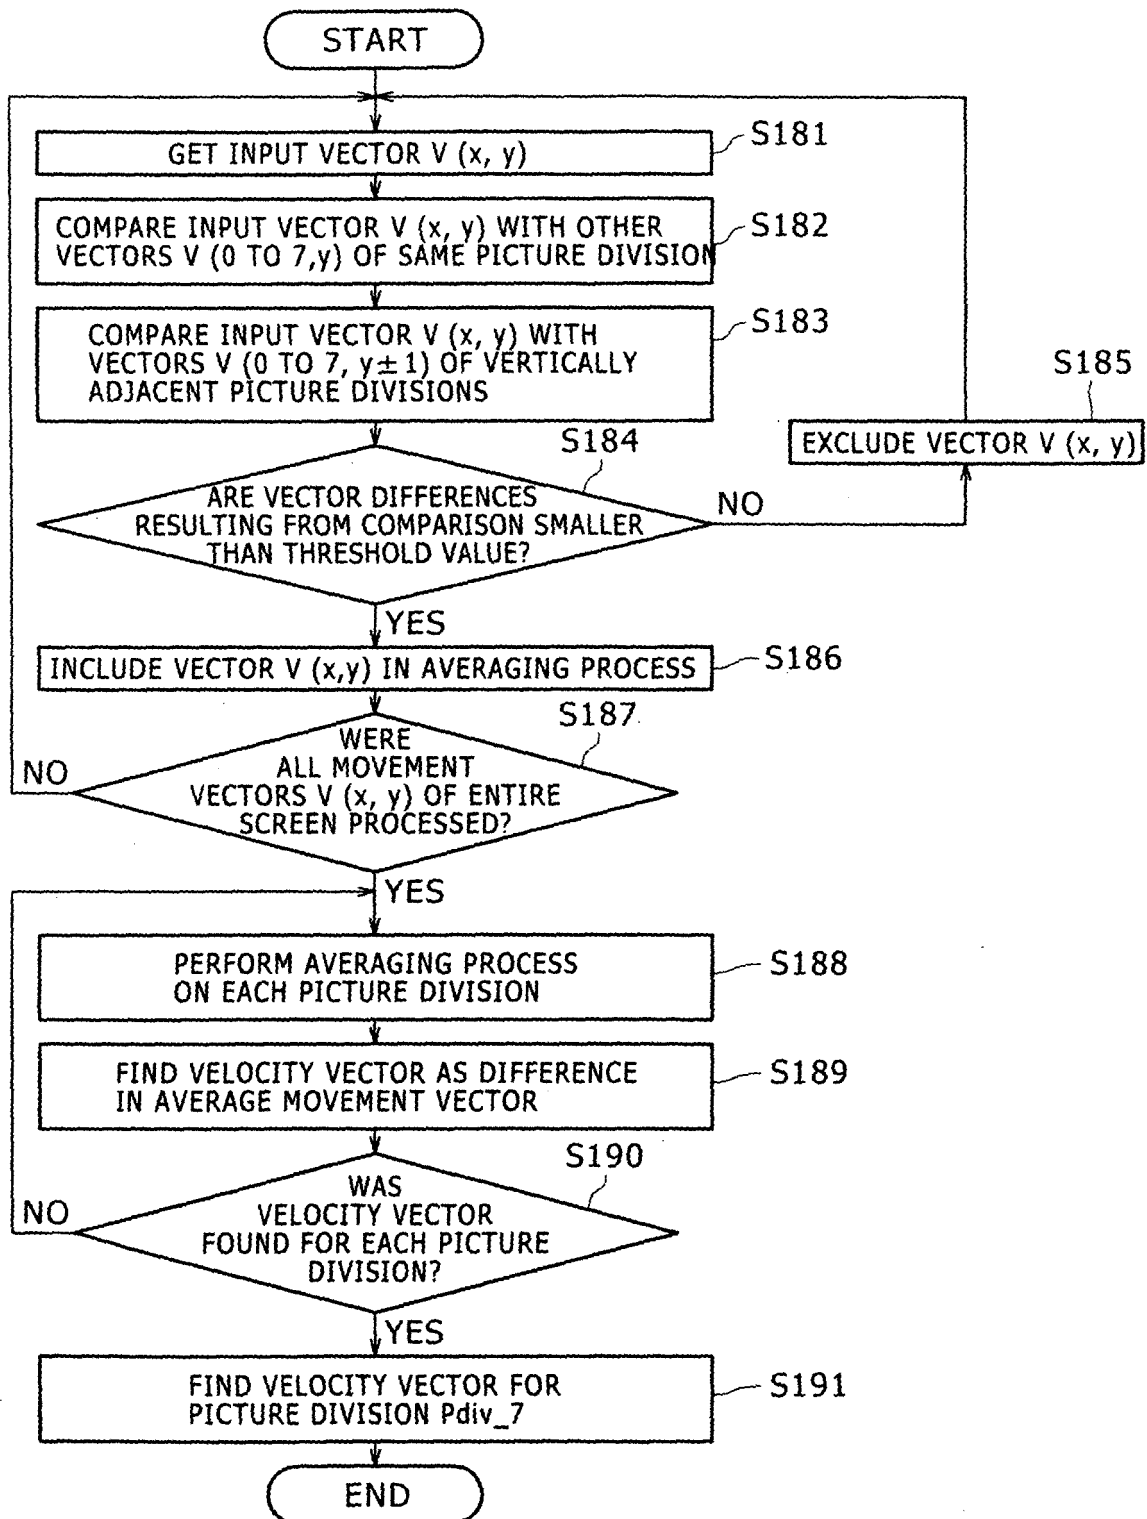 START
GET INPUT VECTOR V (x, y)
S181
COMPARE INPUT VECTOR V (x, y) WITH OTHER
VECTORS V (0 TO 7,y) OF SAME PICTURE DIVISION
S182
COMPARE INPUT VECTOR V (x, y) WITH
VECTORS V (0 TO 7, y±1) OF VERTICALLY
ADJACENT PICTURE DIVISIONS
S183
S184
ARE VECTOR DIFFERENCES
RESULTING FROM COMPARISON SMALLER
THAN THRESHOLD VALUE?
NO
S185
EXCLUDE VECTOR V (x, y)
YES
INCLUDE VECTOR V (x,y) IN AVERAGING PROCESS
S186
S187
WERE
ALL MOVEMENT
VECTORS V (x, y) OF ENTIRE
SCREEN PROCESSED?
NO
YES
PERFORM AVERAGING PROCESS
ON EACH PICTURE DIVISION
S188
FIND VELOCITY VECTOR AS DIFFERENCE
IN AVERAGE MOVEMENT VECTOR
S189
S190
WAS
VELOCITY VECTOR
FOUND FOR EACH PICTURE
DIVISION?
NO
YES
FIND VELOCITY VECTOR FOR
PICTURE DIVISION Pdiv_7
S191
END